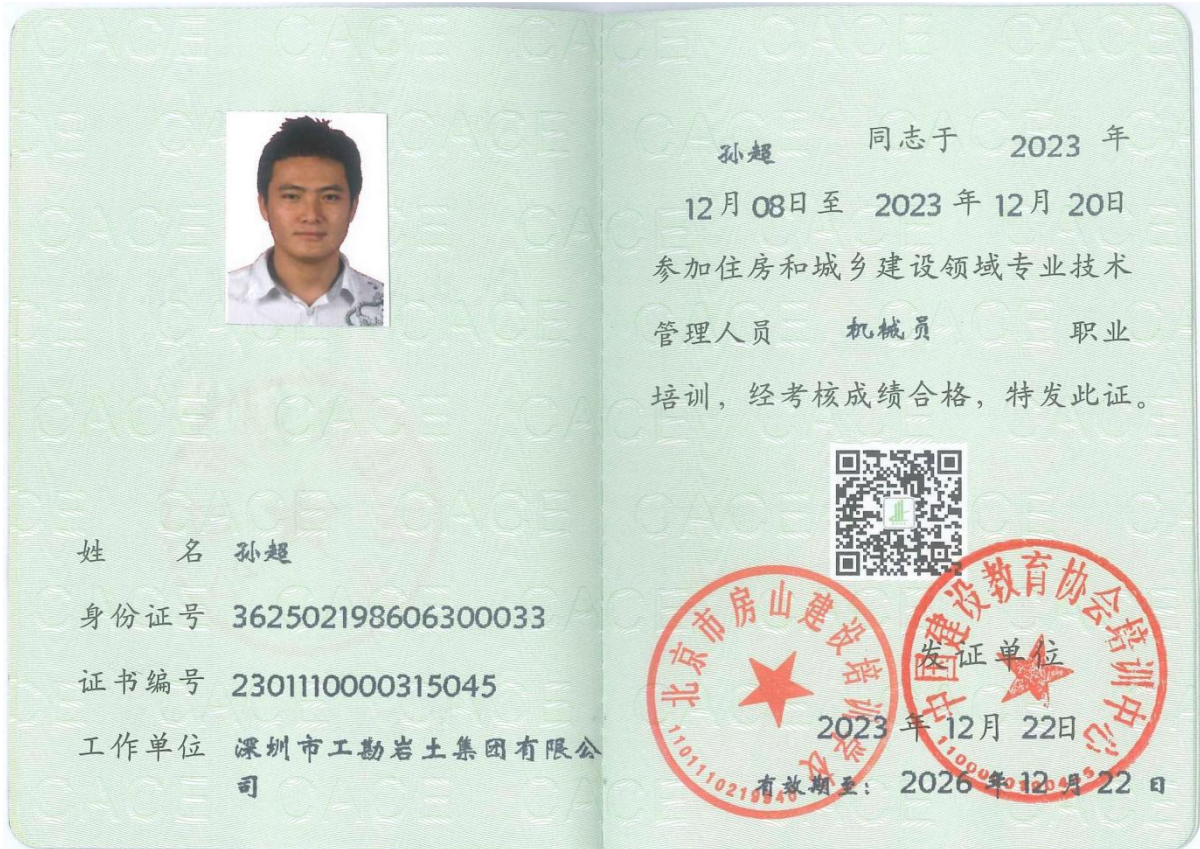 姓 名 孙超
身份证号 362502198606300033
证书编号 2301110000315045
工作单位 深圳市工勘岩土集团有限公
司
孙超 同志于 2023 年
12月 08日至 2023 年 12月 20日
参加住房和城乡建设领域专业技术
管理人员 机械员 职业
培训，经考核成绩合格，特发此证。
北京市房山建设培训学校
中国建设教育协会培训中心
发证单位
2023 年 12月 22日
有效期至： 2026 年 12 月 22 日
CACE